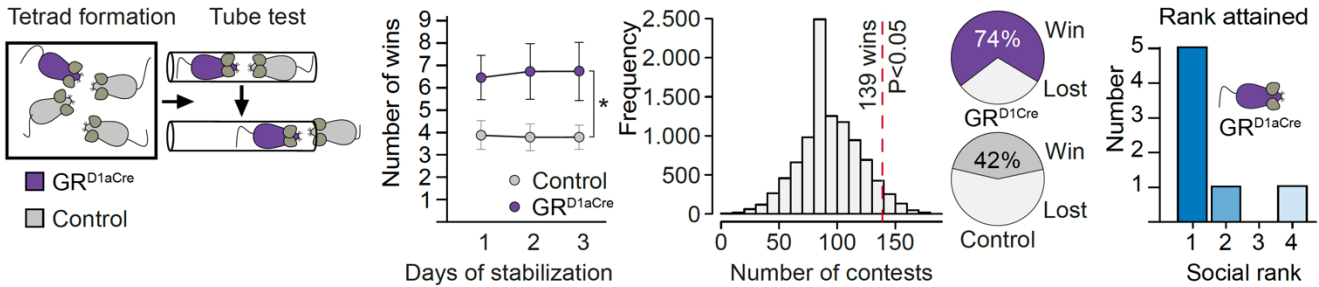 Tetrad formation
Tube test
GR^D1aCre
Control
Number of wins
9
8
7
6
5
4
3
2
1
*
Control
GR^D1aCre
1 2 3
Days of stabilization
Frequency
2.500
2.000
1.500
1.000
500
0
139 wins
P<0.05
0 50 100 150
Number of contests
74%
Win
Lost
GR^D1Cre
42%
Win
Lost
Control
Rank attained
Number
5
4
3
2
1
GR^D1aCre
1 2 3 4
Social rank